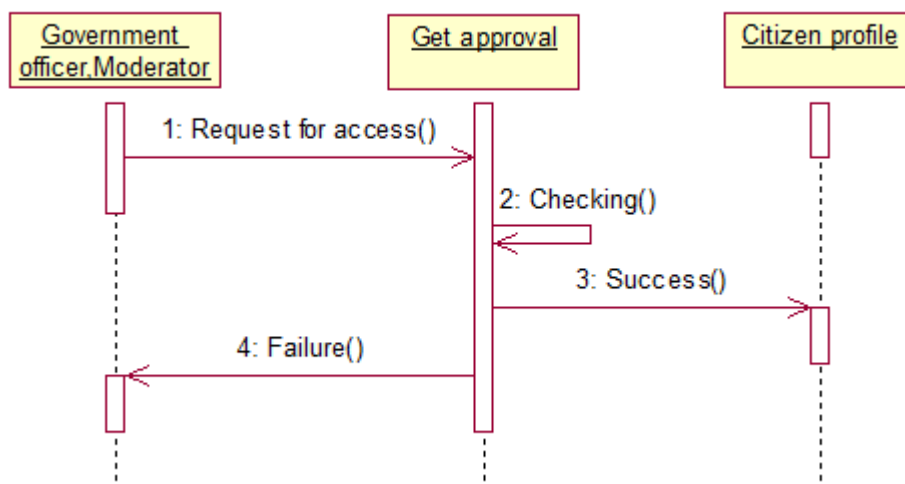 Government
officer,Moderator
Get approval
Citizen profile
1: Request for access()
2: Checking()
3: Success()
4: Failure()